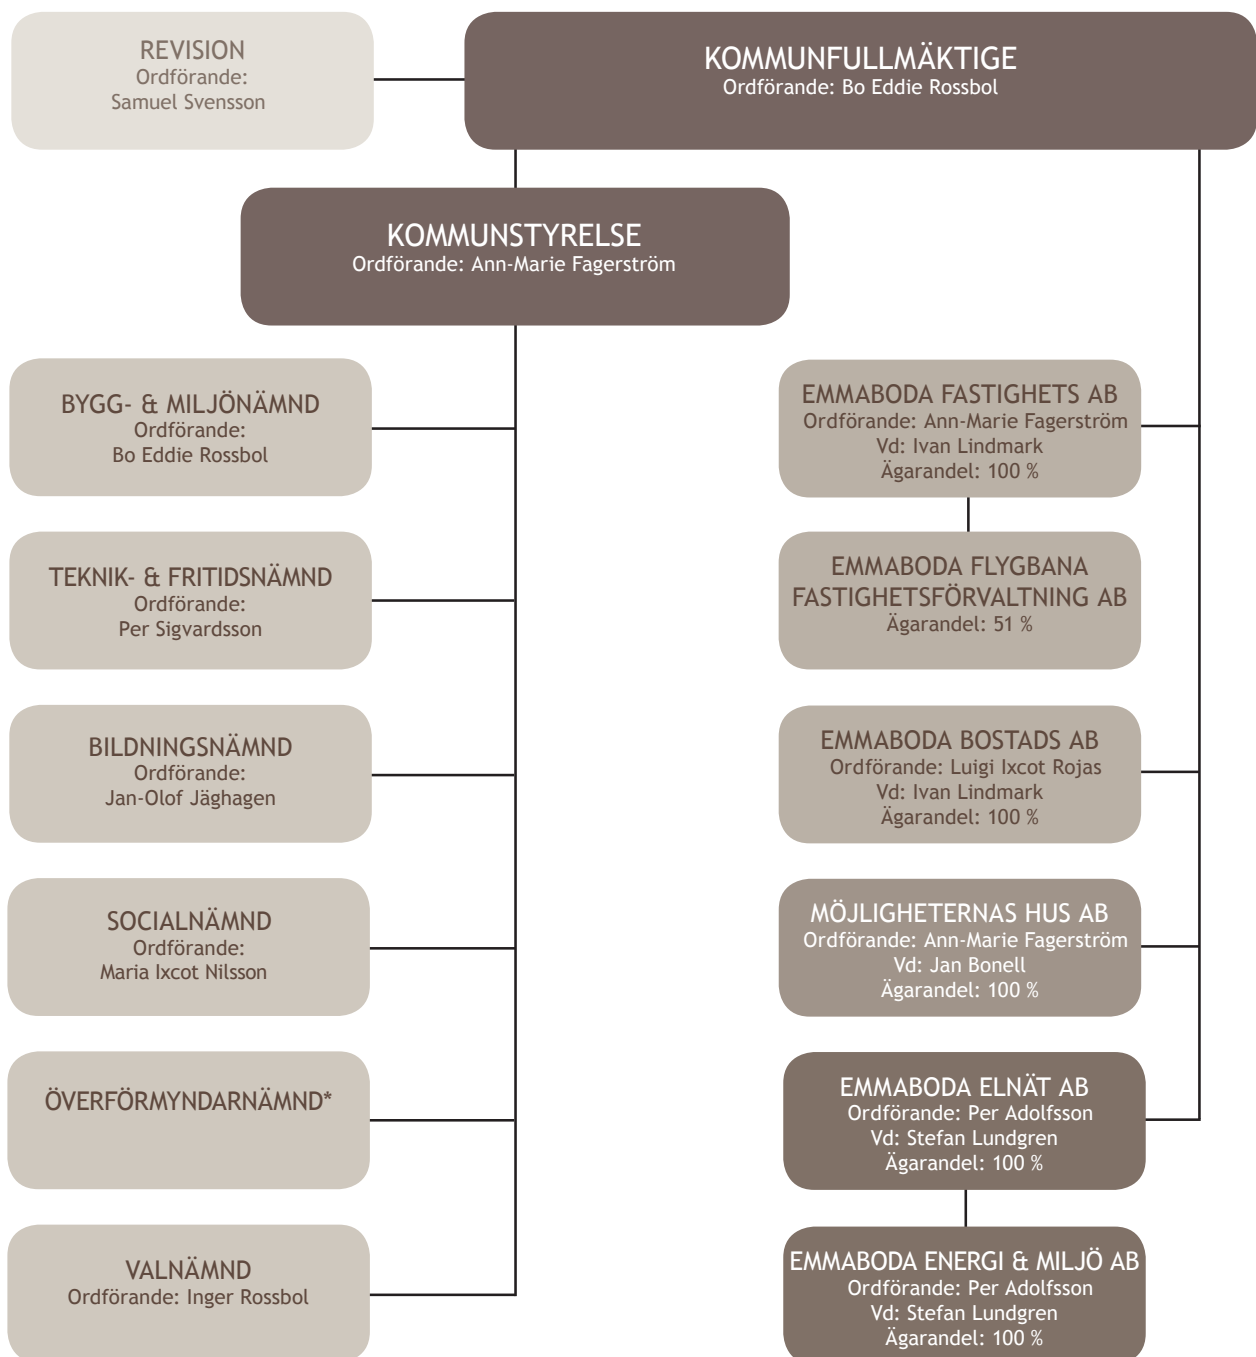 REVISION
Ordförande:
Samuel Svensson
KOMMUNFULLMÄKTIGE
Ordförande: Bo Eddie Rossbol
KOMMUNSTYRELSE
Ordförande: Ann-Marie Fagerström
BYGG- & MILJÖNÄMND
Ordförande:
Bo Eddie Rossbol
TEKNIK- & FRITIDSNÄMND
Ordförande:
Per Sigvardsson
BILDNINGSNÄMND
Ordförande:
Jan-Olof Jäghagen
SOCIALNÄMND
Ordförande:
Maria Ixcot Nilsson
ÖVERFÖRMYNDARNÄMND*
VALNÄMND
Ordförande: Inger Rossbol
EMMABODA FASTIGHETS AB
Ordförande: Ann-Marie Fagerström
Vd: Ivan Lindmark
Ägarandel: 100 %
EMMABODA FLYGBANA
FASTIGHETSFÖRVALTNING AB
Ägarandel: 51 %
EMMABODA BOSTADS AB
Ordförande: Luigi Ixcot Rojas
Vd: Ivan Lindmark
Ägarandel: 100 %
MÖJLIGHETERNAS HUS AB
Ordförande: Ann-Marie Fagerström
Vd: Jan Bonell
Ägarandel: 100 %
EMMABODA ELNÄT AB
Ordförande: Per Adolfsson
Vd: Stefan Lundgren
Ägarandel: 100 %
EMMABODA ENERGI & MILJÖ AB
Ordförande: Per Adolfsson
Vd: Stefan Lundgren
Ägarandel: 100 %